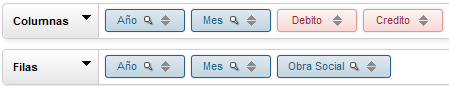 Columnas Año Mes Debito Credito
Filas Año Mes Obra Social